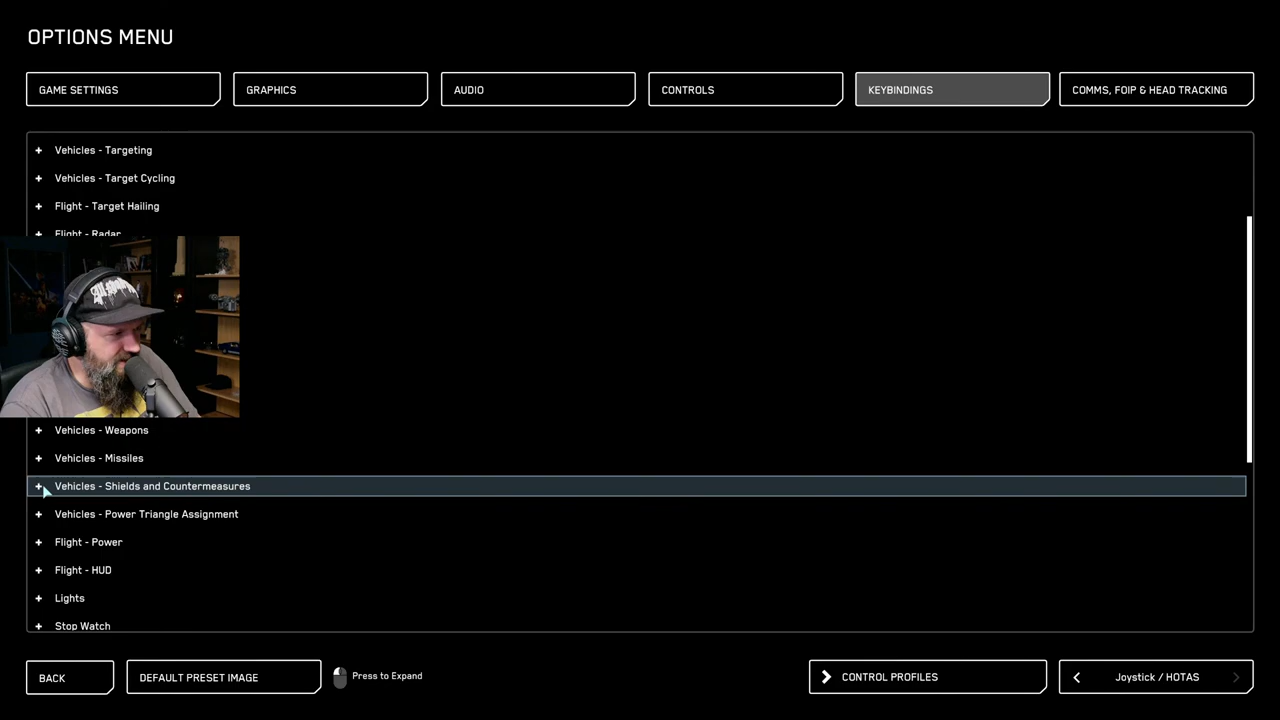 OPTIONS MENU
GAME SETTINGS
GRAPHICS
AUDIO
CONTROLS
KEYBINDINGS
COMMS, FOIP & HEAD TRACKING
+ Vehicles - Targeting
+ Vehicles - Target Cycling
+ Flight - Target Hailing
+ Flight - Radar
+ Vehicles - Weapons
+ Vehicles - Missiles
+ Vehicles - Shields and Countermeasures
+ Vehicles - Power Triangle Assignment
+ Flight - Power
+ Flight - HUD
+ Lights
+ Stop Watch
BACK
DEFAULT PRESET IMAGE
Press to Expand
CONTROL PROFILES
Joystick / HOTAS